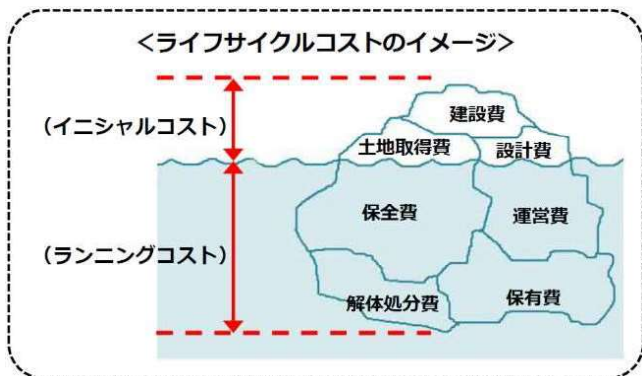 ＜ライフサイクルコストのイメージ＞
（イニシャルコスト）
建設費
土地取得費
設計費
保全費
運営費
（ランニングコスト）
解体処分費
保有費